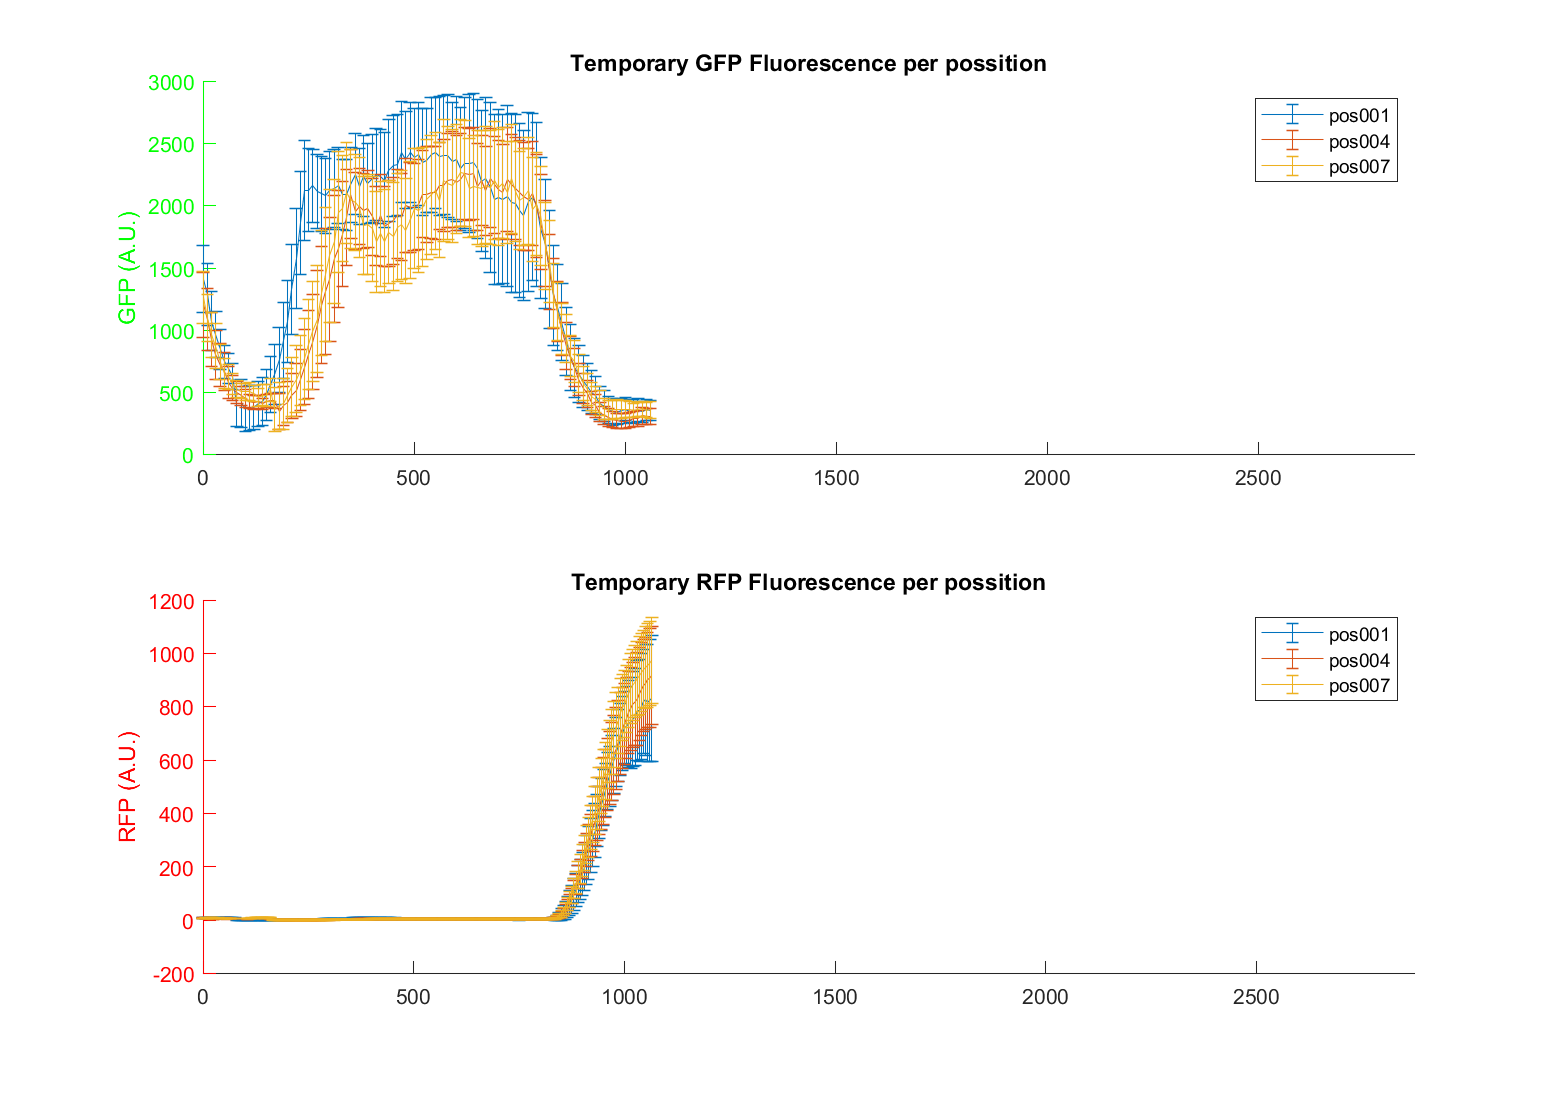 Temporary GFP Fluorescence per possition
3000
2500
2000
1500
1000
500
0
GFP (A.U.)
0 500 1000 1500 2000 2500
pos001
pos004
pos007
Temporary RFP Fluorescence per possition
1200
1000
800
600
400
200
0
-200
RFP (A.U.)
0 500 1000 1500 2000 2500
pos001
pos004
pos007